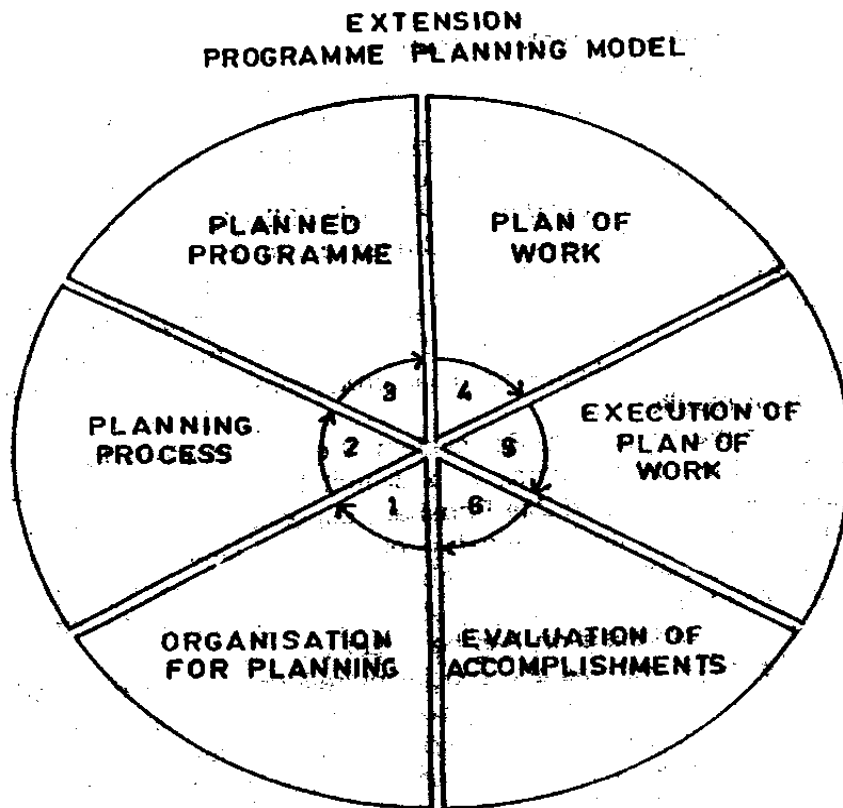 EXTENSION
PROGRAMME PLANNING MODEL
PLANNED
PROGRAMME
PLAN OF
WORK
3
4
PLANNING
PROCESS
2
5
EXECUTION OF
PLAN OF
WORK
1
6
ORGANISATION
FOR PLANNING
EVALUATION OF
ACCOMPLISHMENTS